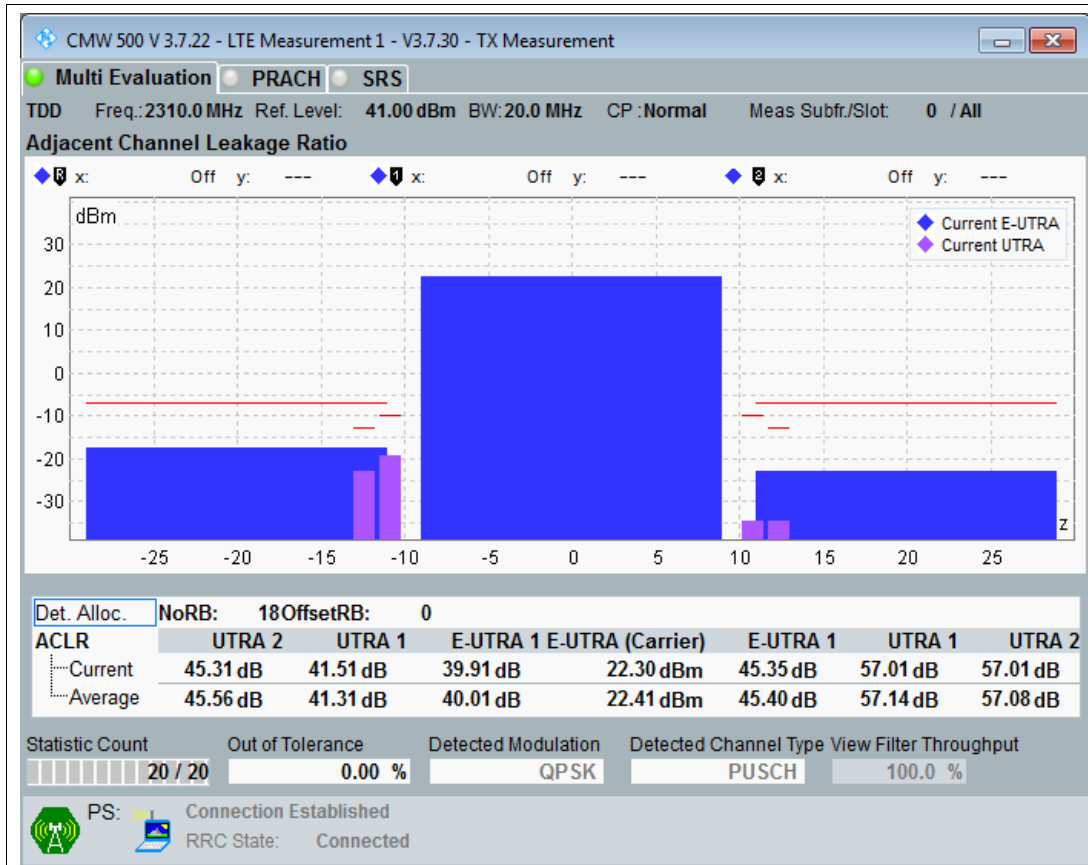 CMW 500 V 3.7.22 - LTE Measurement 1 - V3.7.30 - TX Measurement
Multi Evaluation PRACH SRS
TDD Freq.: 2310.0 MHz Ref. Level: 41.00 dBm BW: 20.0 MHz CP : Normal Meas Subfr./Slot: 0 / All
Adjacent Channel Leakage Ratio
R x: Off y: --- 1 x: Off y: --- 2 x: Off y: ---
dBm
Current E-UTRA
Current UTRA
30
20
10
0
-10
-20
-30
z
-25 -20 -15 -10 -5 0 5 10 15 20 25
Det. Alloc. NoRB: 18 OffsetRB: 0
ACLR UTRA 2 UTRA 1 E-UTRA 1 E-UTRA (Carrier) E-UTRA 1 UTRA 1 UTRA 2
Current 45.31 dB 41.51 dB 39.91 dB 22.30 dBm 45.35 dB 57.01 dB 57.01 dB
Average 45.56 dB 41.31 dB 40.01 dB 22.41 dBm 45.40 dB 57.14 dB 57.08 dB
Statistic Count Out of Tolerance Detected Modulation Detected Channel Type View Filter Throughput
20 / 20 0.00 % QPSK PUSCH 100.0 %
PS: Connection Established
RRC State: Connected